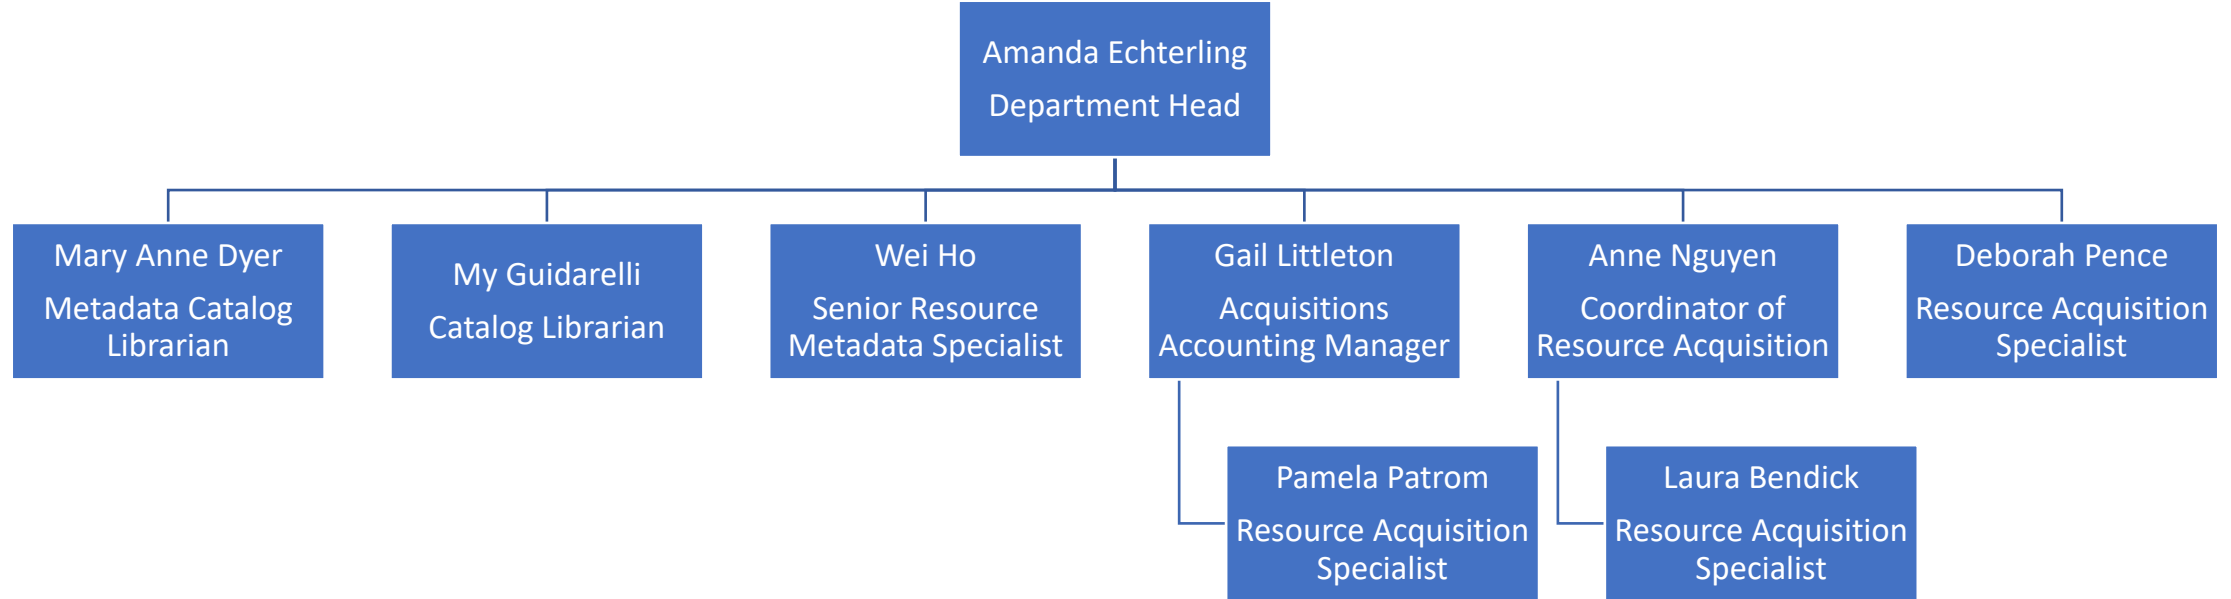 Amanda Echterling
Department Head
Mary Anne Dyer
Metadata Catalog
Librarian
My Guidarelli
Catalog Librarian
Wei Ho
Senior Resource
Metadata Specialist
Gail Littleton
Acquisitions
Accounting Manager
Anne Nguyen
Coordinator of
Resource Acquisition
Deborah Pence
Resource Acquisition
Specialist
Pamela Patrom
Resource Acquisition
Specialist
Laura Bendick
Resource Acquisition
Specialist